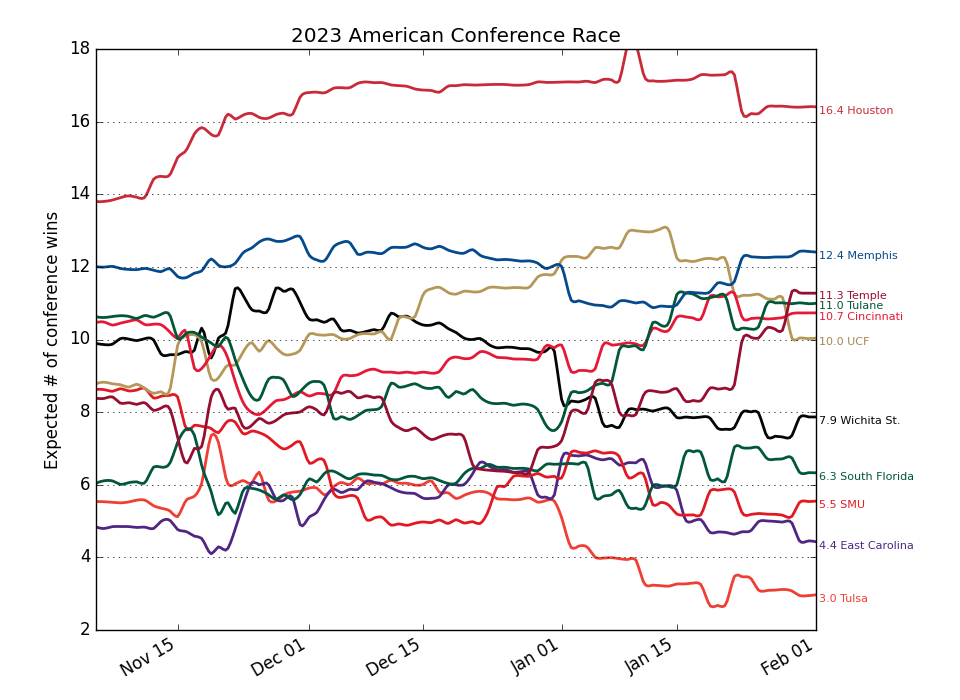 2023 American Conference Race
Expected # of conference wins
18
16
14
12
10
8
6
4
2
16.4 Houston
12.4 Memphis
11.3 Temple
11.0 Tulane
10.7 Cincinnati
10.0 UCF
7.9 Wichita St.
6.3 South Florida
5.5 SMU
4.4 East Carolina
3.0 Tulsa
Nov 15
Dec 01
Dec 15
Jan 01
Jan 15
Feb 01